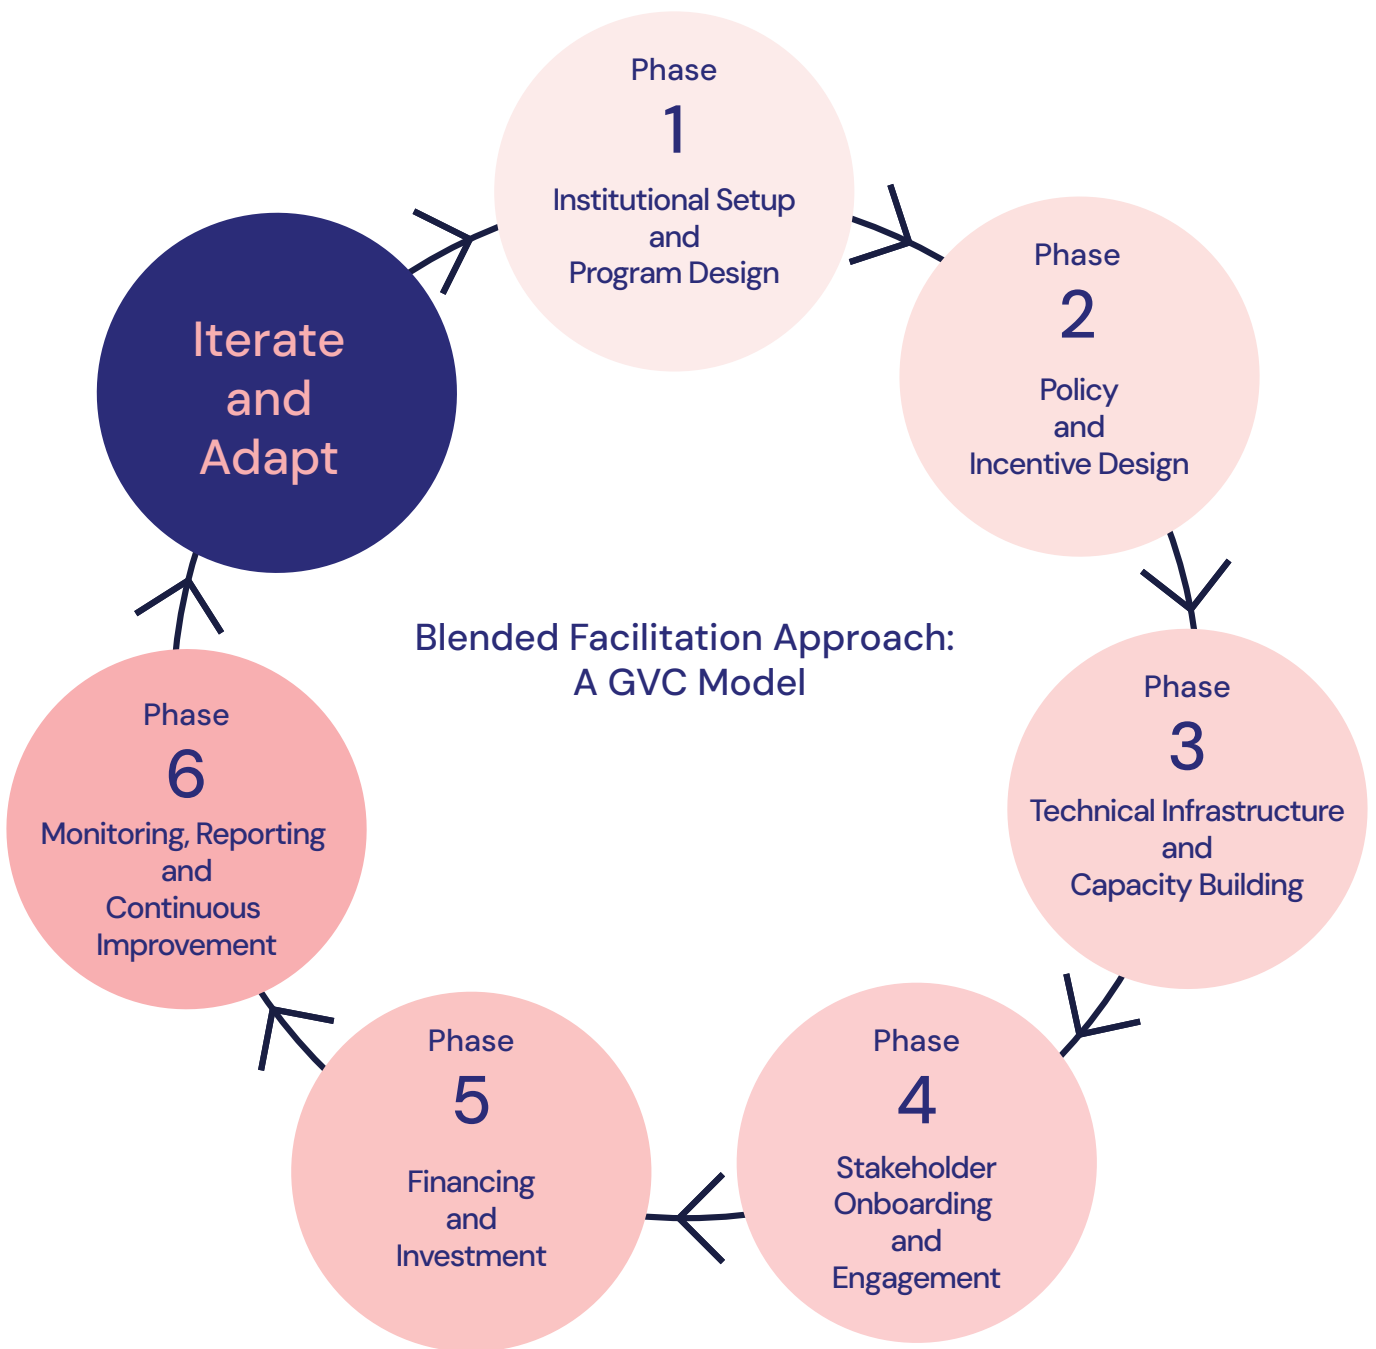 Phase
1
Institutional Setup
and
Program Design
Phase
2
Policy
and
Incentive Design
Phase
3
Technical Infrastructure
and
Capacity Building
Phase
4
Stakeholder
Onboarding
and
Engagement
Phase
5
Financing
and
Investment
Phase
6
Monitoring, Reporting
and
Continuous
Improvement
Iterate
and
Adapt
Blended Facilitation Approach:
A GVC Model